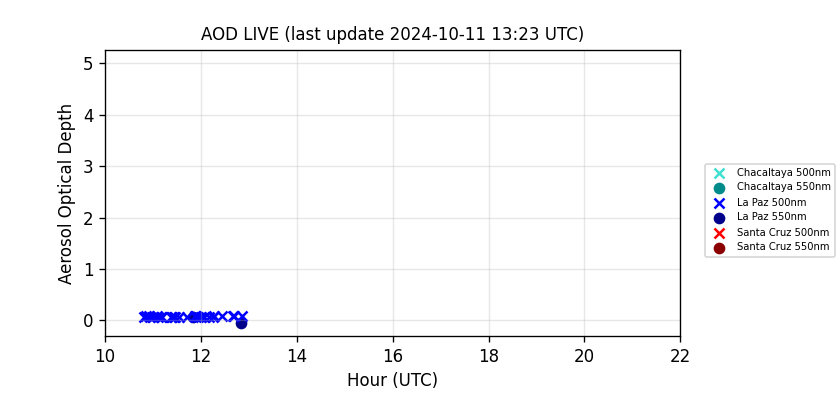 AOD LIVE (last update 2024-10-11 13:23 UTC)
5
4
3
2
1
0
Aerosol Optical Depth
10 12 14 16 18 20 22
Hour (UTC)
Chacaltaya 500nm
Chacaltaya 550nm
La Paz 500nm
La Paz 550nm
Santa Cruz 500nm
Santa Cruz 550nm